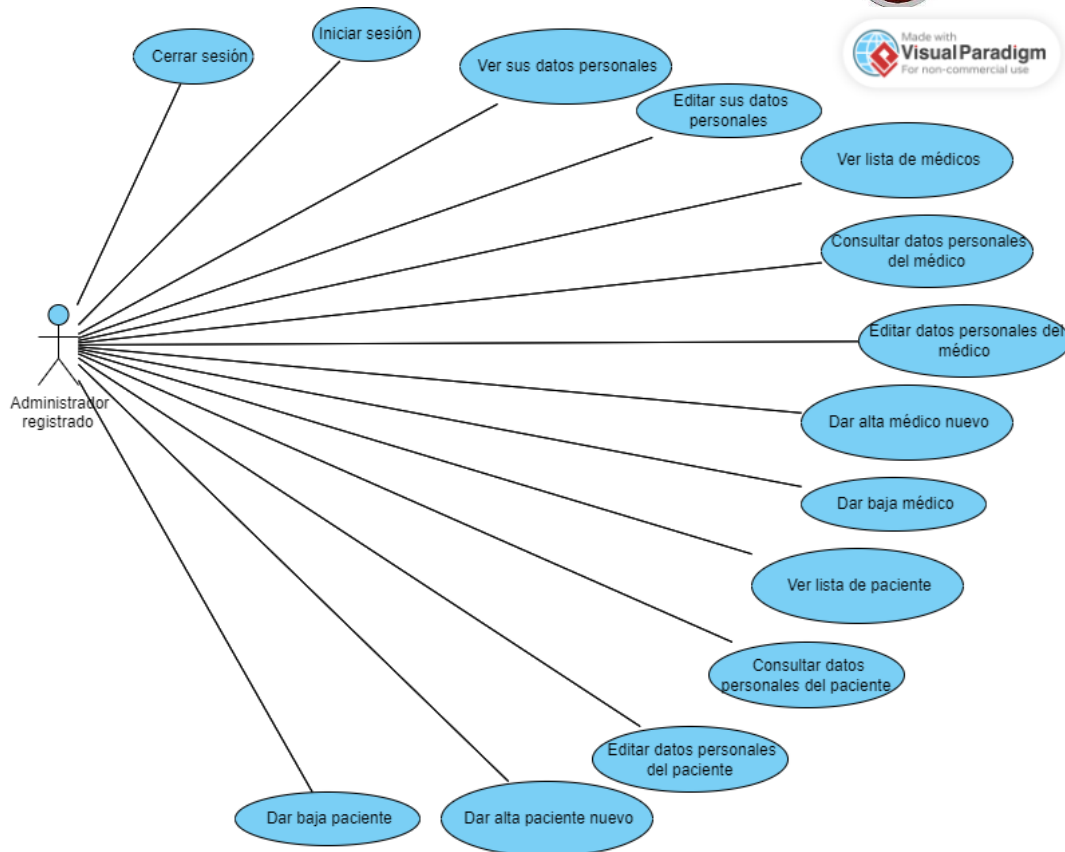 Made with
Visual Paradigm
For non-commercial use
Iniciar sesión
Cerrar sesión
Ver sus datos personales
Editar sus datos
personales
Ver lista de médicos
Consultar datos personales
del médico
Editar datos personales del
médico
Administrador
registrado
Dar alta médico nuevo
Dar baja médico
Ver lista de paciente
Consultar datos
personales del paciente
Editar datos personales
del paciente
Dar baja paciente
Dar alta paciente nuevo